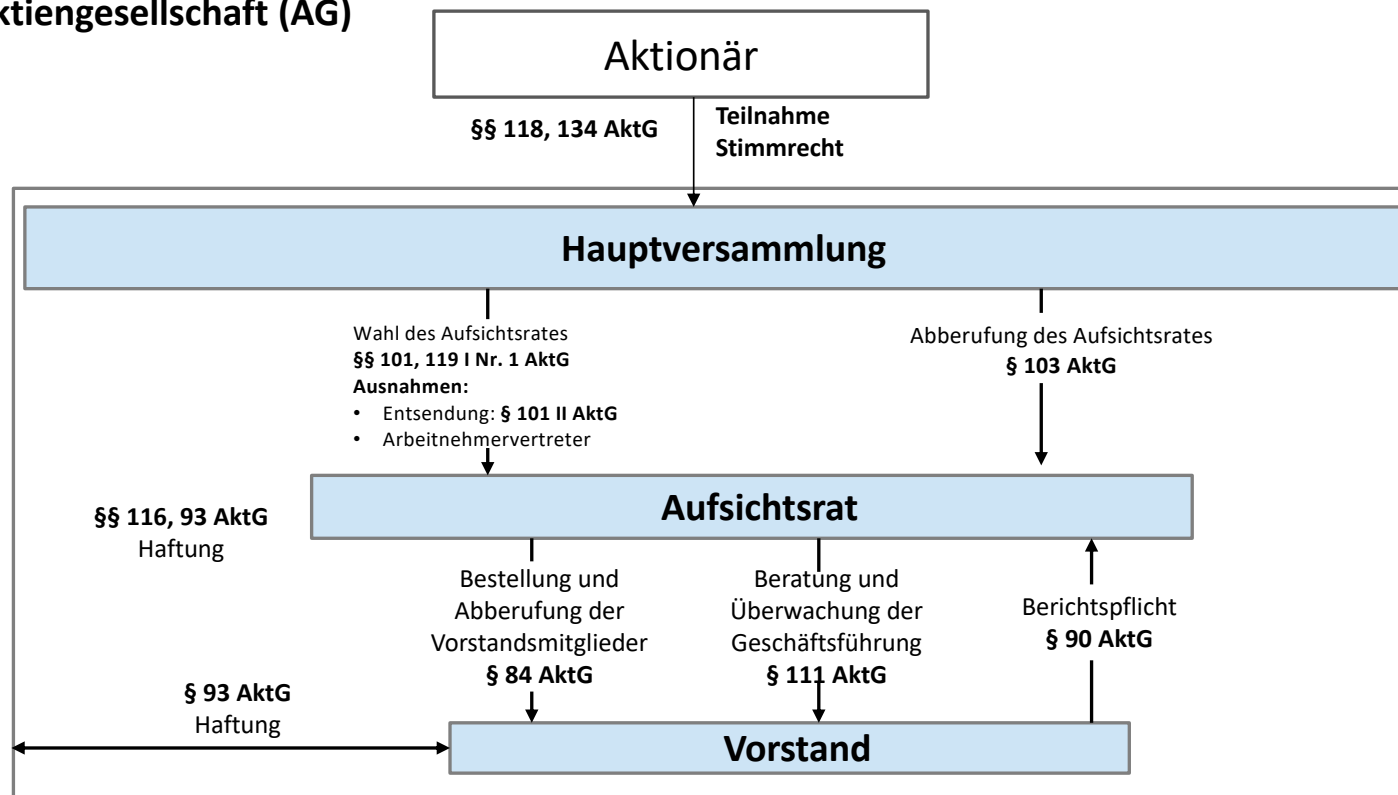 ktiengesellschaft (AG)
Aktionär
§§ 118, 134 AktG
Teilnahme
Stimmrecht
Hauptversammlung
Wahl des Aufsichtsrates
§§ 101, 119 I Nr. 1 AktG
Ausnahmen:
• Entsendung: § 101 II AktG
• Arbeitnehmervertreter
Abberufung des Aufsichtsrates
§ 103 AktG
§§ 116, 93 AktG
Haftung
Aufsichtsrat
Bestellung und
Abberufung der
Vorstandsmitglieder
§ 84 AktG
Beratung und
Überwachung der
Geschäftsführung
§ 111 AktG
Berichtspflicht
§ 90 AktG
§ 93 AktG
Haftung
Vorstand